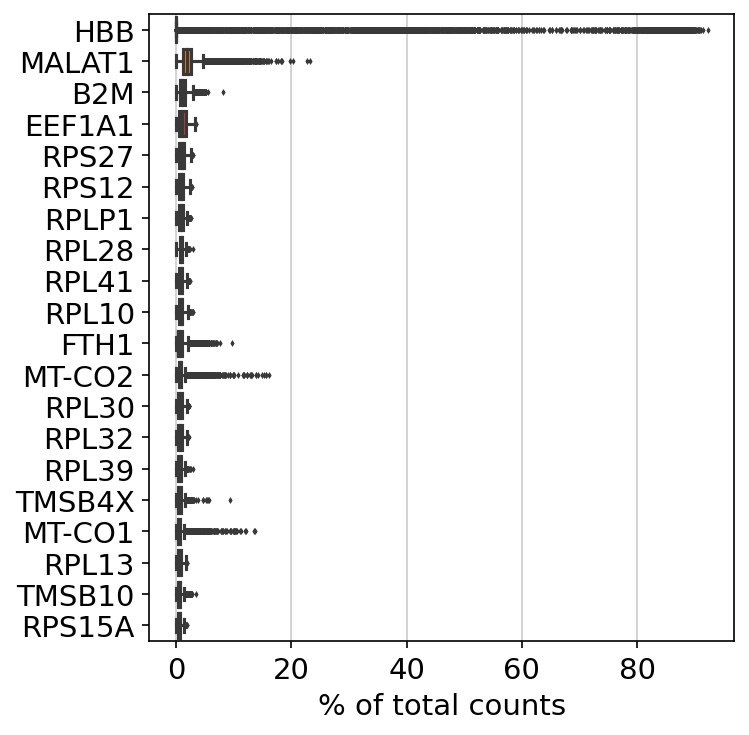 HBB
MALAT1
B2M
EEF1A1
RPS27
RPS12
RPLP1
RPL28
RPL41
RPL10
FTH1
MT-CO2
RPL30
RPL32
RPL39
TMSB4X
MT-CO1
RPL13
TMSB10
RPS15A
0 20 40 60 80
% of total counts